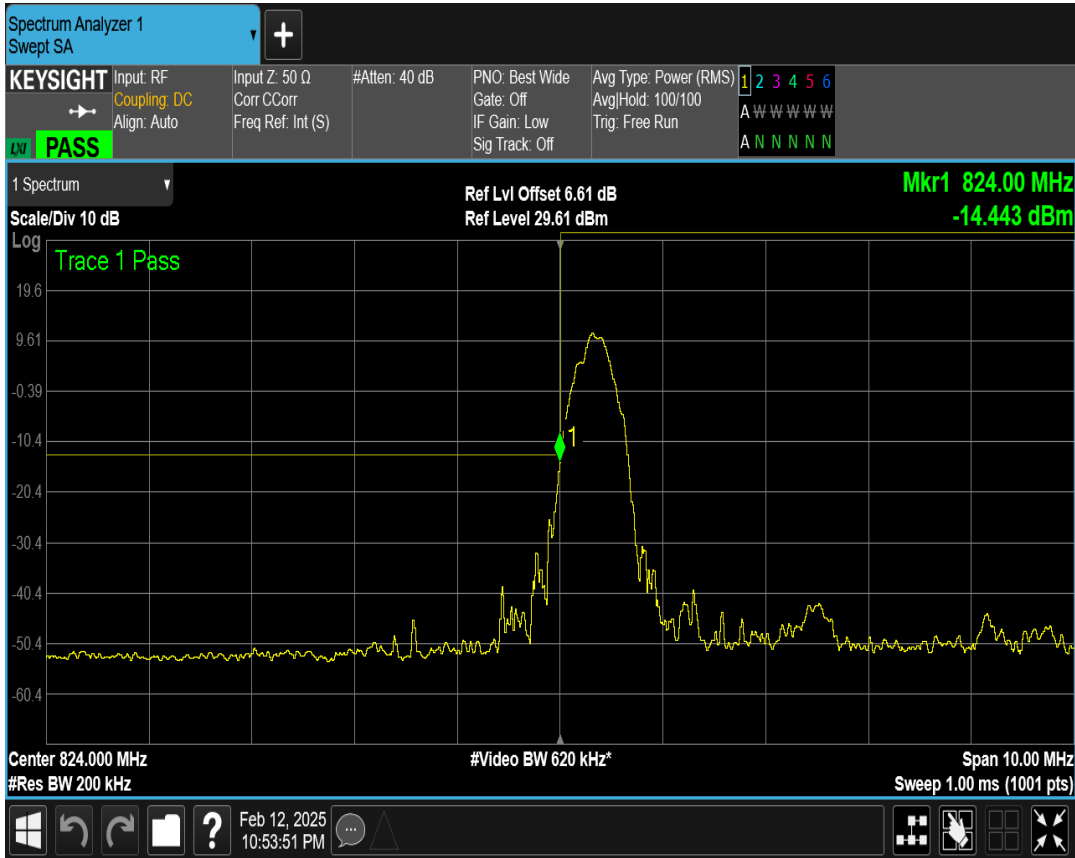 Spectrum Analyzer 1
Swept SA
+
KEYSIGHT
LXI
PASS
Input: RF
Coupling: DC
Align: Auto
Input Z: 50 Ω
Corr CCorr
Freq Ref: Int (S)
#Atten: 40 dB
PNO: Best Wide
Gate: Off
IF Gain: Low
Sig Track: Off
Avg Type: Power (RMS)
Avg|Hold: 100/100
Trig: Free Run
1 2 3 4 5 6
A W W W W W
A N N N N N
1 Spectrum
Scale/Div 10 dB
Ref Lvl Offset 6.61 dB
Ref Level 29.61 dBm
Mkr1 824.00 MHz
-14.443 dBm
Log
Trace 1 Pass
19.6
9.61
-0.39
-10.4
-20.4
-30.4
-40.4
-50.4
-60.4
1
Center 824.000 MHz
#Res BW 200 kHz
#Video BW 620 kHz*
Span 10.00 MHz
Sweep 1.00 ms (1001 pts)
?
Feb 12, 2025
10:53:51 PM